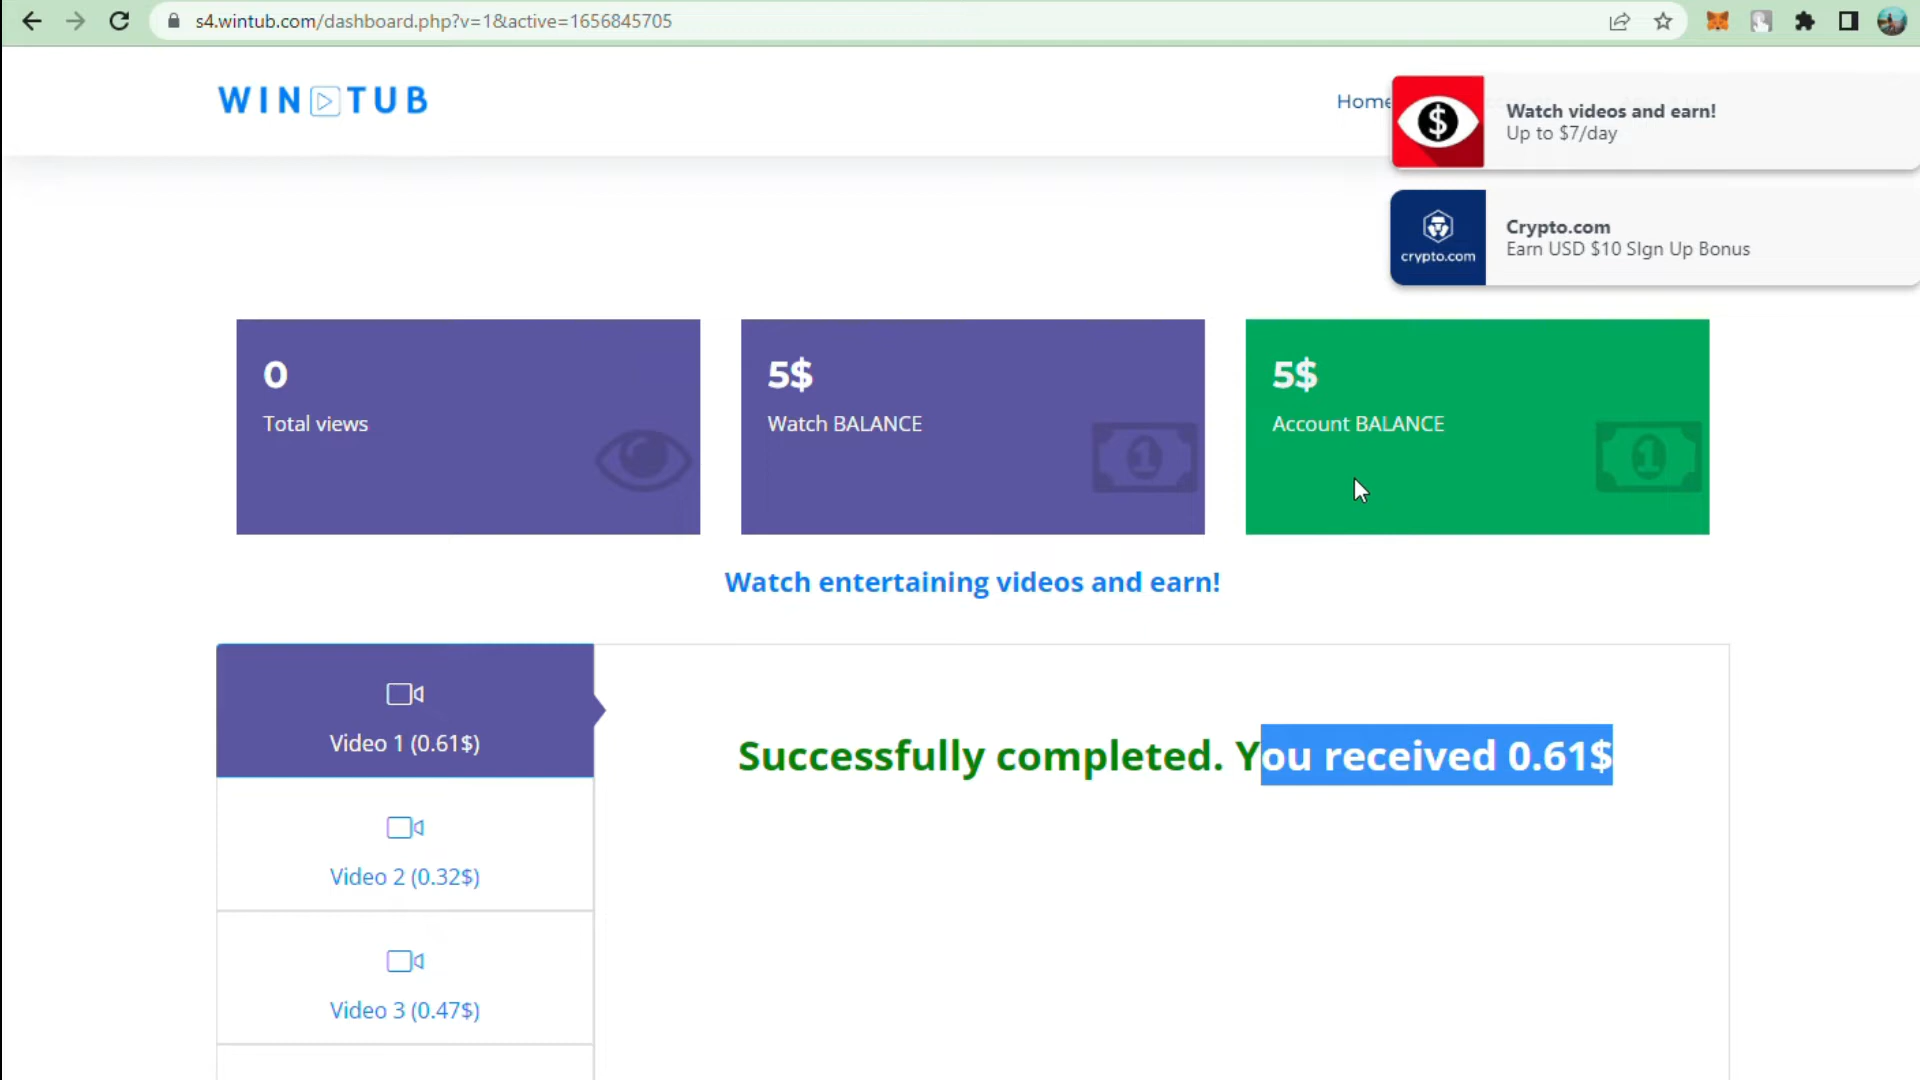 s4.wintub.com/dashboard.php?v=1&active=1656845705
WIN TUB
Home
Watch videos and earn!
Up to $7/day
crypto.com
Crypto.com
Earn USD $10 SIgn Up Bonus
0
Total views
5$
Watch BALANCE
5$
Account BALANCE
Watch entertaining videos and earn!
Video 1 (0.61$)
Successfully completed. You received 0.61$
Video 2 (0.32$)
Video 3 (0.47$)